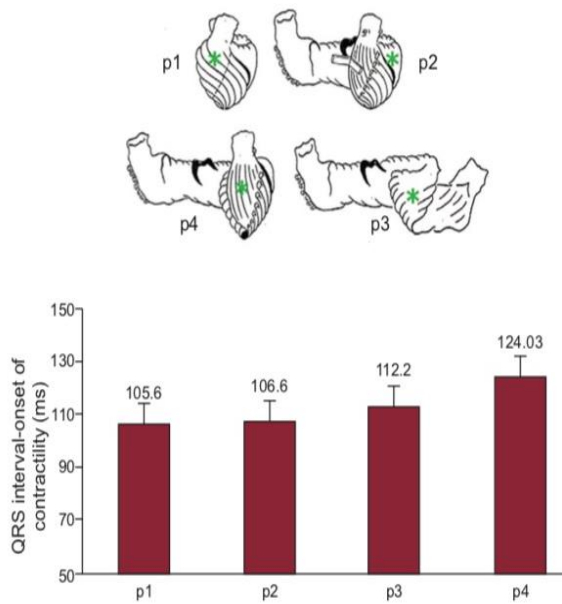 p1
p2
p4
p3
150
130
110
90
70
50
QRS interval-onset of
contractility (ms)
105.6
106.6
112.2
124.03
p1
p2
p3
p4